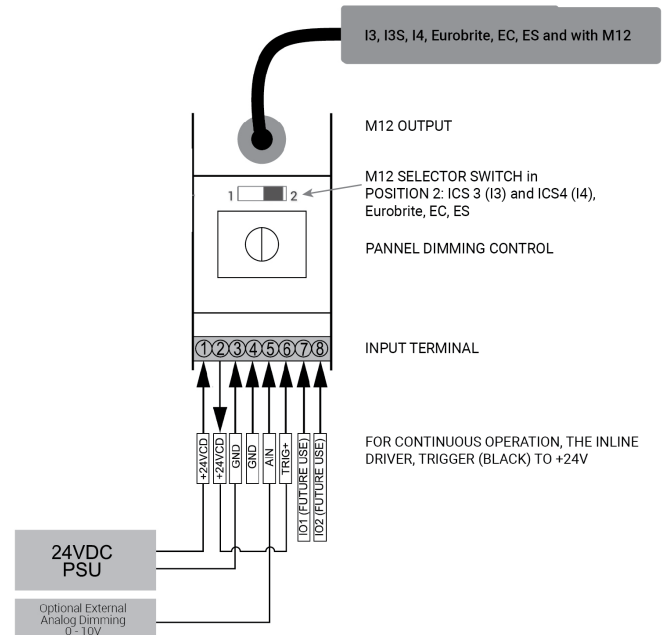 I3, I3S, I4, Eurobrite, EC, ES and with M12
M12 OUTPUT
M12 SELECTOR SWITCH in
POSITION 2: ICS 3 (I3) and ICS4 (I4),
Eurobrite, EC, ES
1 2
PANNEL DIMMING CONTROL
INPUT TERMINAL
1 2 3 4 5 6 7 8
FOR CONTINUOUS OPERATION, THE INLINE
DRIVER, TRIGGER (BLACK) TO +24V
+24VCD
+24VCD
GND
GND
AIN
TRIG+
IO1 (FUTURE USE)
IO2 (FUTURE USE)
24VDC
PSU
Optional External
Analog Dimming
0 - 10V